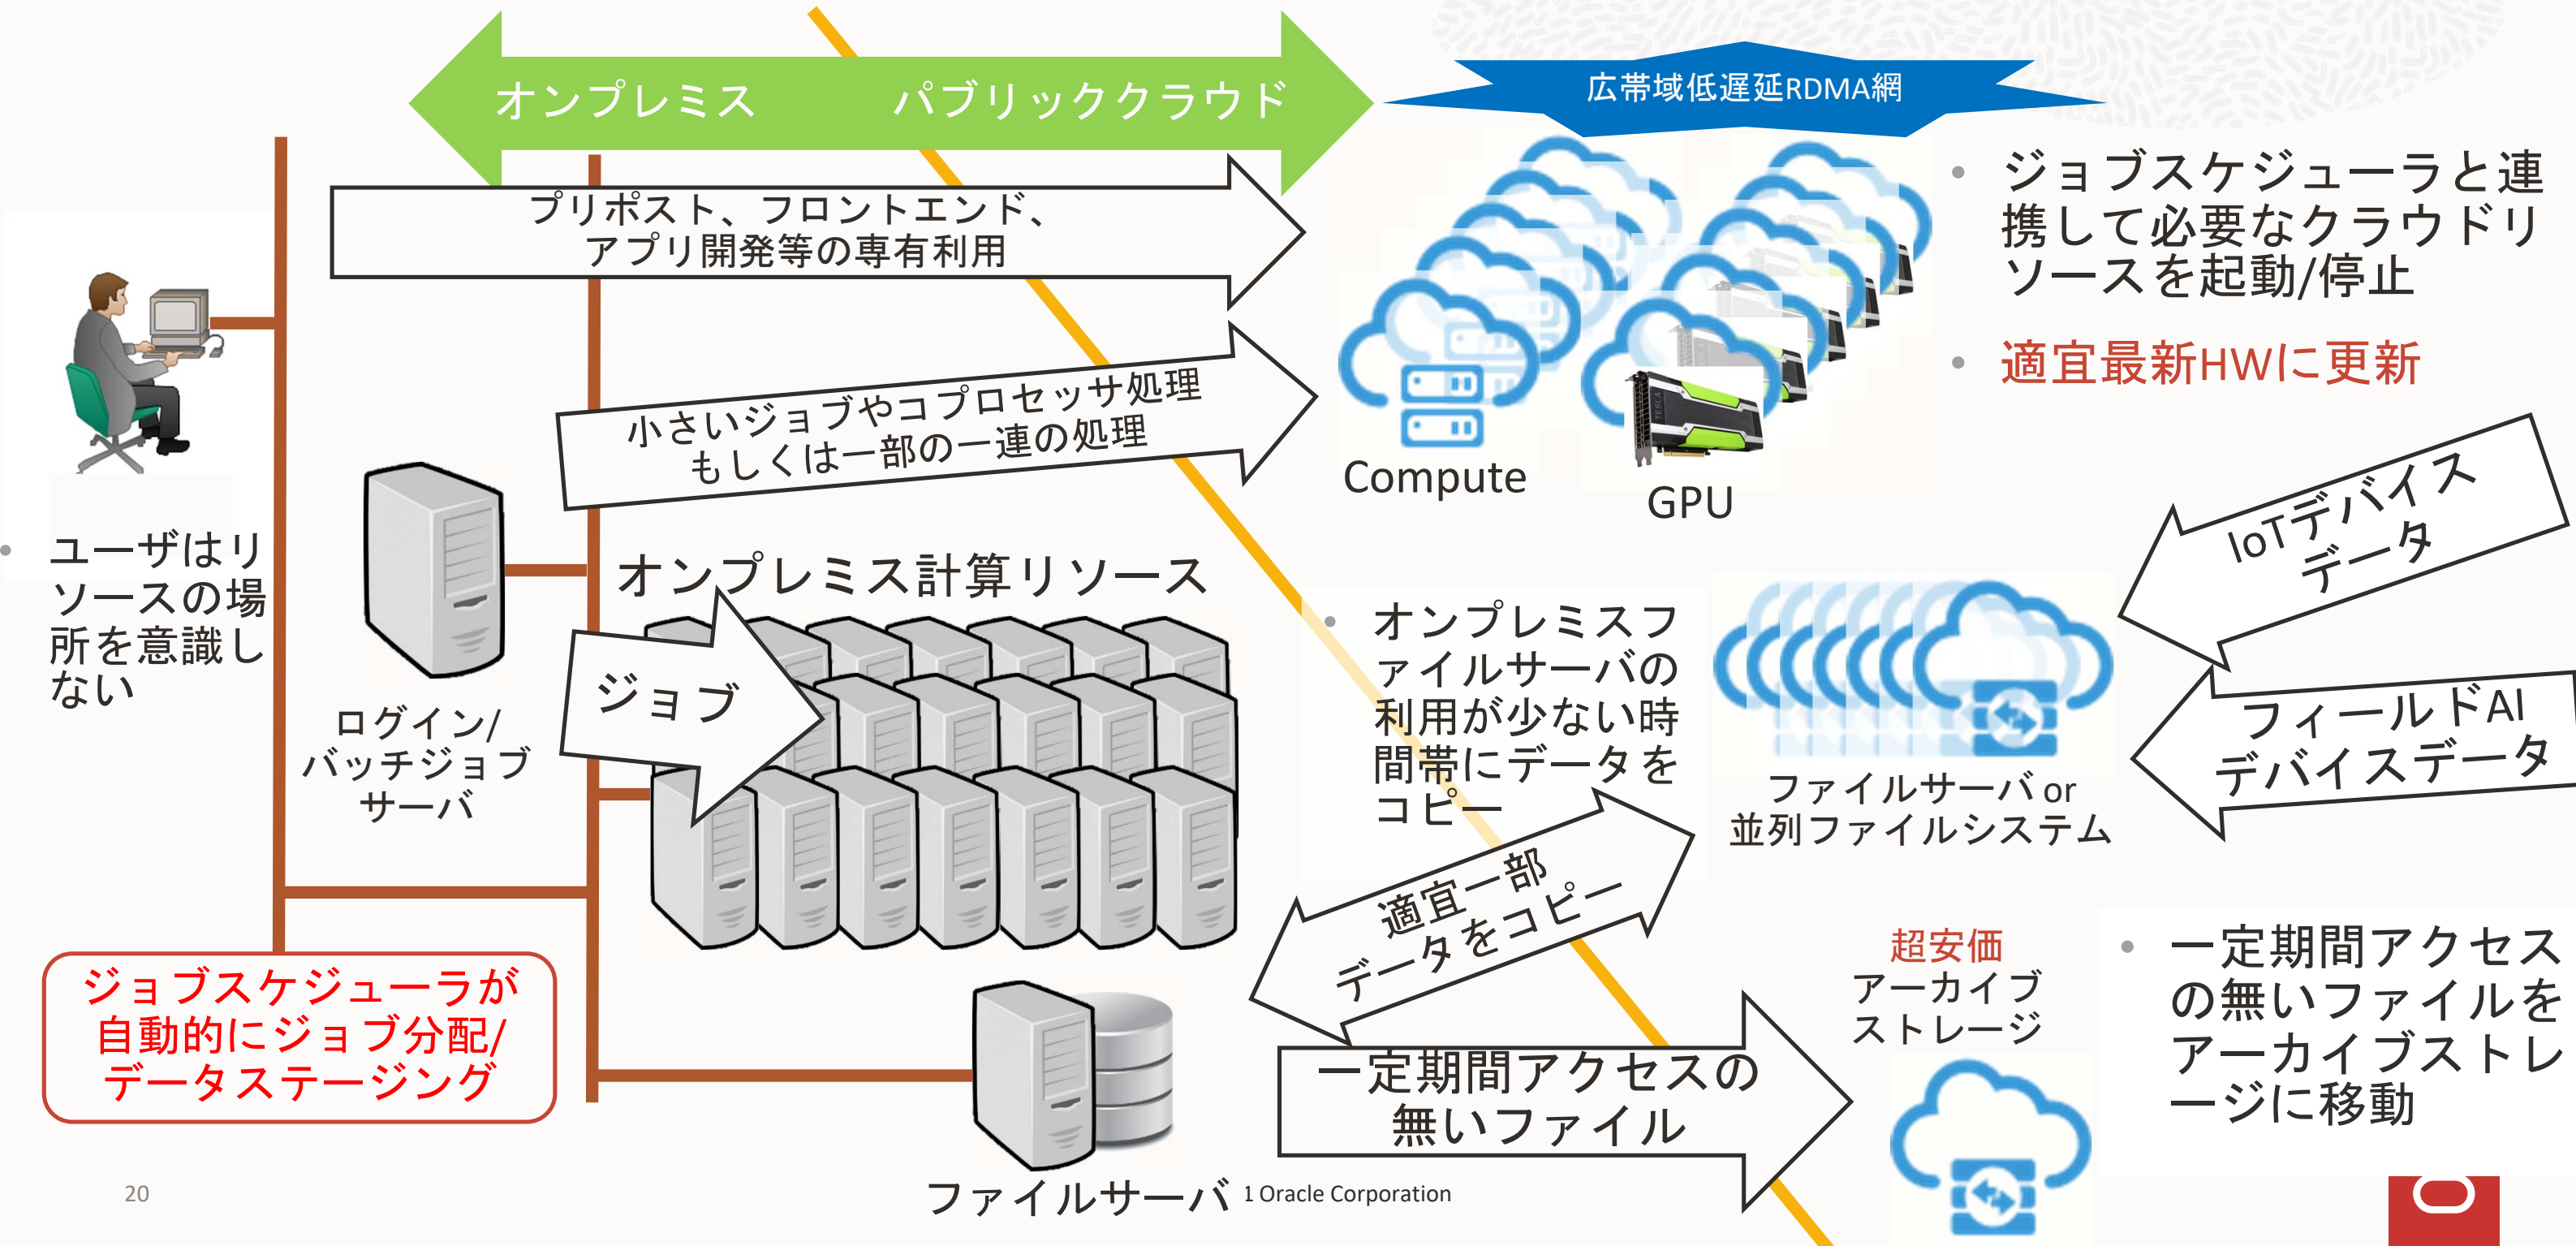 オンプレミス
パブリッククラウド
広帯域低遅延RDMA網
プリポスト、フロントエンド、
アプリ開発等の専有利用
• ジョブスケジューラと連
携して必要なクラウドリ
ソースを起動/停止
• 適宜最新HWに更新
小さいジョブやコプロセッサ処理
もしくは一部の一連の処理
Compute
GPU
TESLA
IoTデバイス
データ
• ユーザはリ
ソースの場
所を意識し
ない
オンプレミス計算リソース
ジョブ
ログイン/
バッチジョブ
サーバ
• オンプレミスフ
ァイルサーバの
利用が少ない時
間帯にデータを
コピー
ファイルサーバ or
並列ファイルシステム
フィールドAI
デバイスデータ
適宜一部
データをコピー
超安価
アーカイブ
ストレージ
• 一定期間アクセス
の無いファイルを
アーカイブストレ
ージに移動
ジョブスケジューラが
自動的にジョブ分配/
データステージング
一定期間アクセスの
無いファイル
ファイルサーバ
20
1 Oracle Corporation